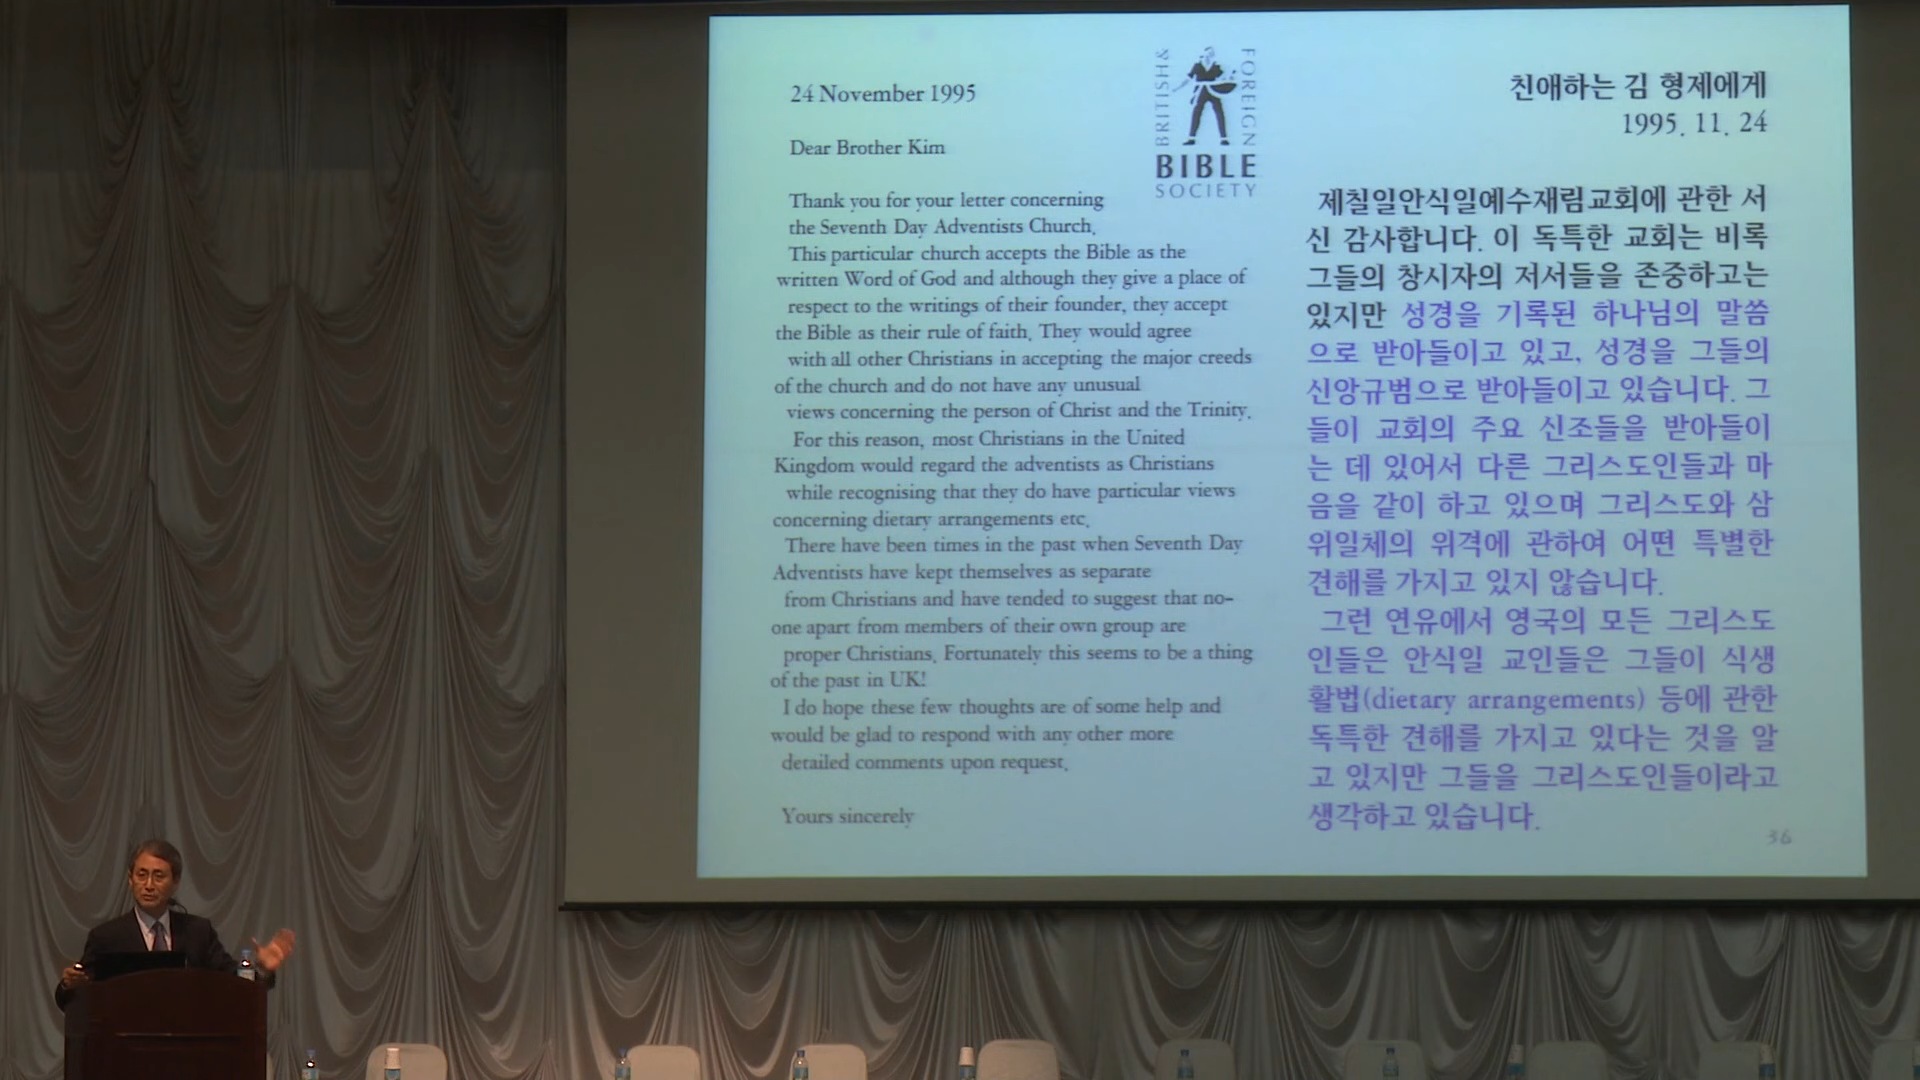 24 November 1995
Dear Brother Kim
Thank you for your letter concerning
the Seventh Day Adventists Church.
This particular church accepts the Bible as the
written Word of God and although they give a place of
respect to the writings of their founder, they accept
the Bible as their rule of faith. They would agree
with all other Christians in accepting the major creeds
of the church and do not have any unusual
views concerning the person of Christ and the Trinity.
For this reason, most Christians in the United
Kingdom would regard the adventists as Christians
while recognising that they do have particular views
concerning dietary arrangements etc.
There have been times in the past when Seventh Day
Adventists have kept themselves as separate
from Christians and have tended to suggest that no-
one apart from members of their own group are
proper Christians. Fortunately this seems to be a thing
of the past in UK!
I do hope these few thoughts are of some help and
would be glad to respond with any other more
detailed comments upon request.
Yours sincerely
BRITISH &
FOREIGN
BIBLE
SOCIETY
친애하는 김 형제에게
1995. 11. 24
제칠일안식일예수재림교회에 관한 서
신 감사합니다. 이 독특한 교회는 비록
그들의 창시자의 저서들을 존중하고는
있지만 성경을 기록된 하나님의 말씀
으로 받아들이고 있고, 성경을 그들의
신앙규범으로 받아들이고 있습니다. 그
들이 교회의 주요 신조들을 받아들이
는 데 있어서 다른 그리스도인들과 마
음을 같이 하고 있으며 그리스도와 삼
위일체의 위격에 관하여 어떤 특별한
견해를 가지고 있지 않습니다.
그런 연유에서 영국의 모든 그리스도
인들은 안식일 교인들은 그들이 식생
활법(dietary arrangements) 등에 관한
독특한 견해를 가지고 있다는 것을 알
고 있지만 그들을 그리스도인들이라고
생각하고 있습니다.
36